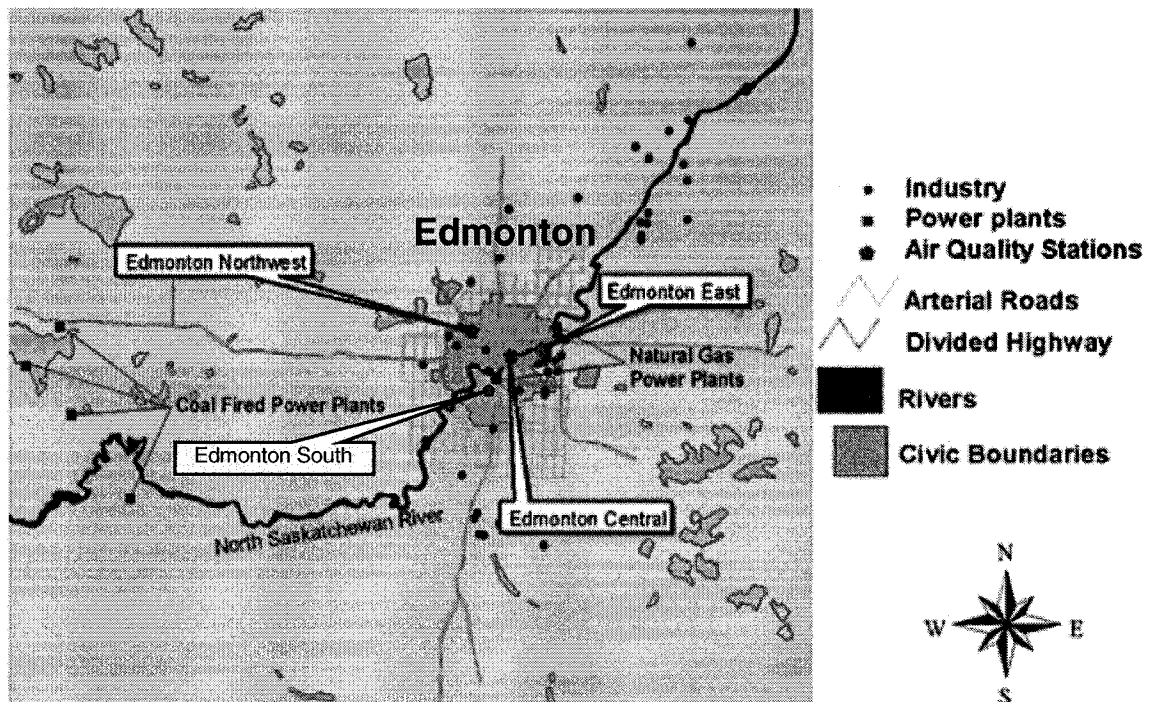 Edmonton
Edmonton Northwest
Edmonton East
Natural Gas
Power Plants
Coal Fired Power Plants
Edmonton South
Edmonton Central
North Saskatchewan River
Industry
Power plants
Air Quality Stations
Arterial Roads
Divided Highway
Rivers
Civic Boundaries
N
W E
S